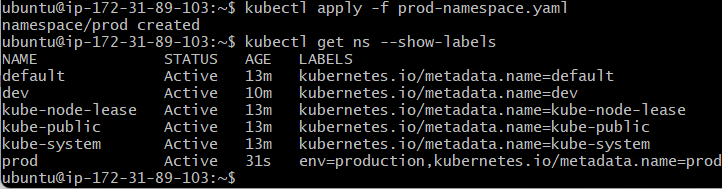 ubuntu@ip-172-31-89-103:~$ kubectl apply -f prod-namespace.yaml
namespace/prod created
ubuntu@ip-172-31-89-103:~$ kubectl get ns --show-labels
NAME              STATUS   AGE   LABELS
default           Active   13m   kubernetes.io/metadata.name=default
dev               Active   10m   kubernetes.io/metadata.name=dev
kube-node-lease   Active   13m   kubernetes.io/metadata.name=kube-node-lease
kube-public       Active   13m   kubernetes.io/metadata.name=kube-public
kube-system       Active   13m   kubernetes.io/metadata.name=kube-system
prod              Active   31s   env=production,kubernetes.io/metadata.name=prod
ubuntu@ip-172-31-89-103:~$